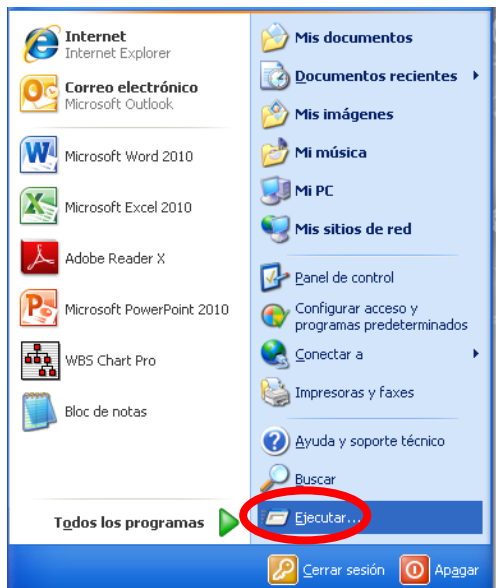 Internet
Internet Explorer
Correo electrónico
Microsoft Outlook
Microsoft Word 2010
Microsoft Excel 2010
Adobe Reader X
Microsoft PowerPoint 2010
WBS Chart Pro
Bloc de notas
Todos los programas
Mis documentos
Documentos recientes
Mis imágenes
Mi música
Mi PC
Mis sitios de red
Panel de control
Configurar acceso y
programas predeterminados
Conectar a
Impresoras y faxes
Ayuda y soporte técnico
Buscar
Ejecutar...
Cerrar sesión
Apagar